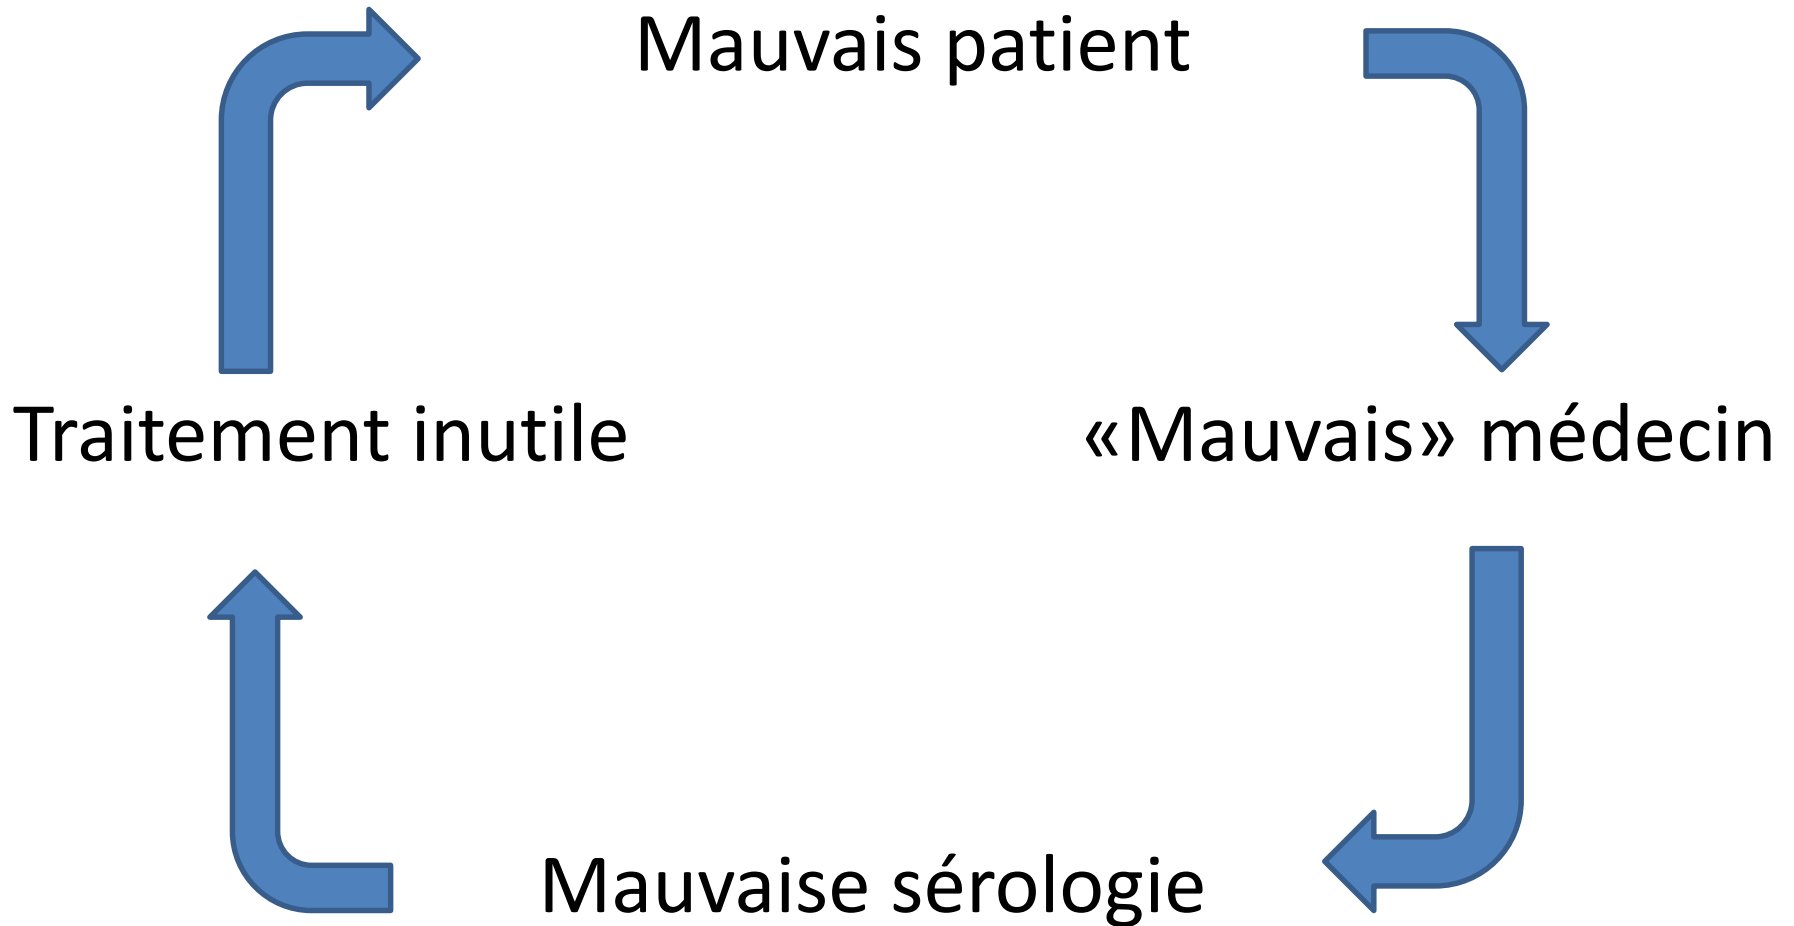 Mauvais patient
Traitement inutile
«Mauvais» médecin
Mauvaise sérologie